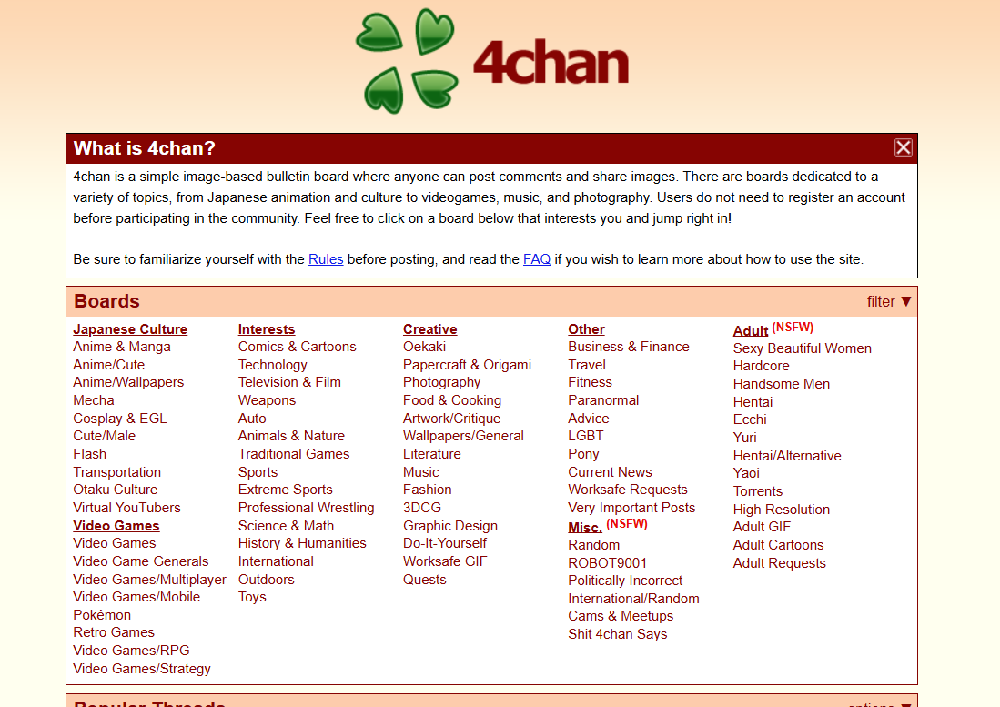 4chan
What is 4chan?
4chan is a simple image-based bulletin board where anyone can post comments and share images. There are boards dedicated to a
variety of topics, from Japanese animation and culture to videogames, music, and photography. Users do not need to register an account
before participating in the community. Feel free to click on a board below that interests you and jump right in!
Be sure to familiarize yourself with the Rules before posting, and read the FAQ if you wish to learn more about how to use the site.
Boards
filter ▼
Japanese Culture
Anime & Manga
Anime/Cute
Anime/Wallpapers
Mecha
Cosplay & EGL
Cute/Male
Flash
Transportation
Otaku Culture
Virtual YouTubers
Video Games
Video Games
Video Game Generals
Video Games/Multiplayer
Video Games/Mobile
Pokémon
Retro Games
Video Games/RPG
Video Games/Strategy
Interests
Comics & Cartoons
Technology
Television & Film
Weapons
Auto
Animals & Nature
Traditional Games
Sports
Extreme Sports
Professional Wrestling
Science & Math
History & Humanities
International
Outdoors
Toys
Creative
Oekaki
Papercraft & Origami
Photography
Food & Cooking
Artwork/Critique
Wallpapers/General
Literature
Music
Fashion
3DCG
Graphic Design
Do-It-Yourself
Worksafe GIF
Quests
Other
Business & Finance
Travel
Fitness
Paranormal
Advice
LGBT
Pony
Current News
Worksafe Requests
Very Important Posts
Misc. (NSFW)
Random
ROBOT9001
Politically Incorrect
International/Random
Cams & Meetups
Shit 4chan Says
Adult (NSFW)
Sexy Beautiful Women
Hardcore
Handsome Men
Hentai
Ecchi
Yuri
Hentai/Alternative
Yaoi
Torrents
High Resolution
Adult GIF
Adult Cartoons
Adult Requests
Popular Threads
options ▼